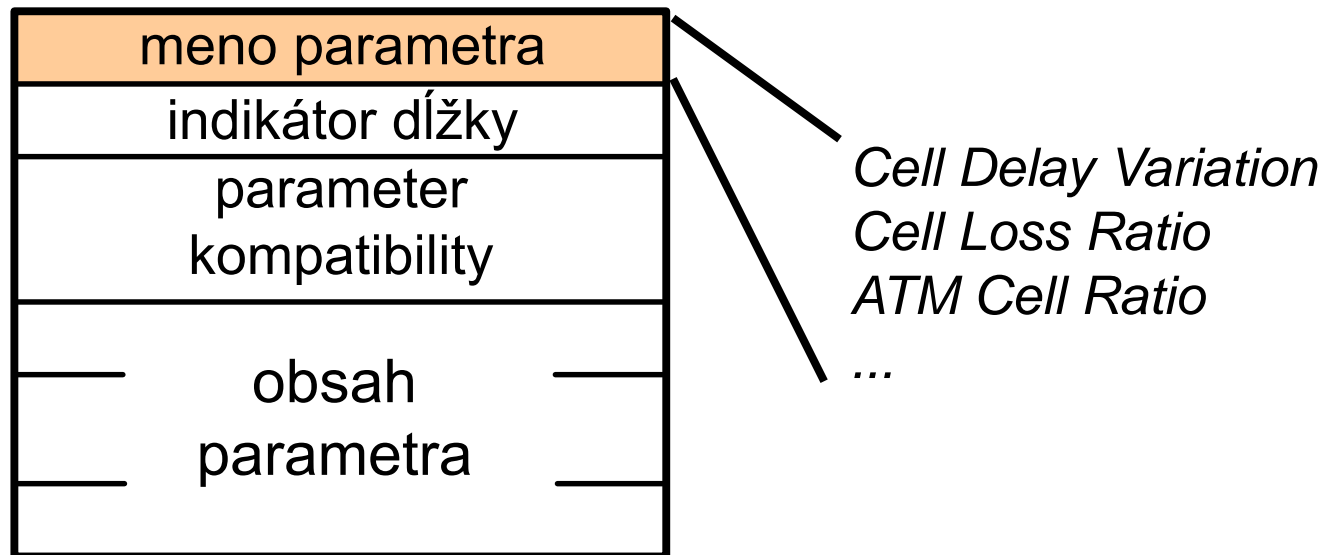 meno parametra
indikátor dĺžky
parameter
kompatibility
obsah
parametra
Cell Delay Variation
Cell Loss Ratio
ATM Cell Ratio
...